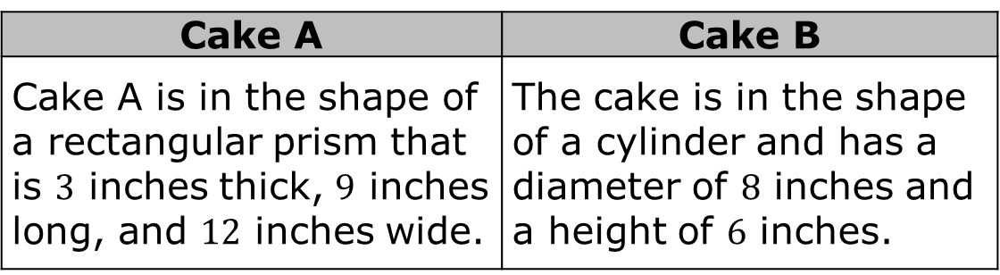 Cake A
Cake B
Cake A is in the shape of
a rectangular prism that
is 3 inches thick, 9 inches
long, and 12 inches wide.
The cake is in the shape
of a cylinder and has a
diameter of 8 inches and
a height of 6 inches.